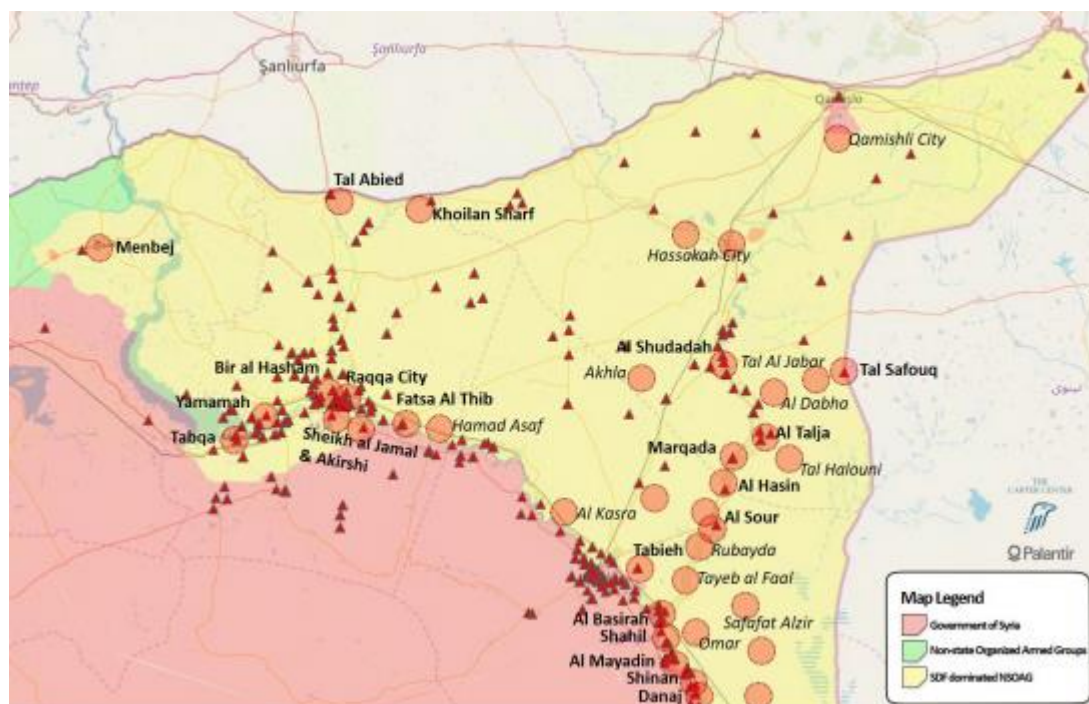 Şanlıurfa
Şanlıurfa
Qamishli City
Tal Abied
Khoilan Sharf
Menbej
Hassakah City
Al Shudadah
Tal Al Jabar
Tal Safouq
Bir al Hasham
Raqqa City
Akhla
Al Dabha
Yamamah
Fatsa Al Thib
Hamad Asaf
Tabqa
Sheikh al Jamal
& Akirshi
Al Talja
Marqada
Tal Halouni
Al Hasin
Al Kasra
Al Sour
Tabieh
Rubayda
Tayeb al Faal
Al Basirah
Safafat Alzir
Shahil
Omar
Al Mayadin
Shinan
Danaj
THE
CARTER CENTER
Palantir
Map Legend
Government of Syria
Non-state Organized Armed Groups
SDF dominated NSOAG